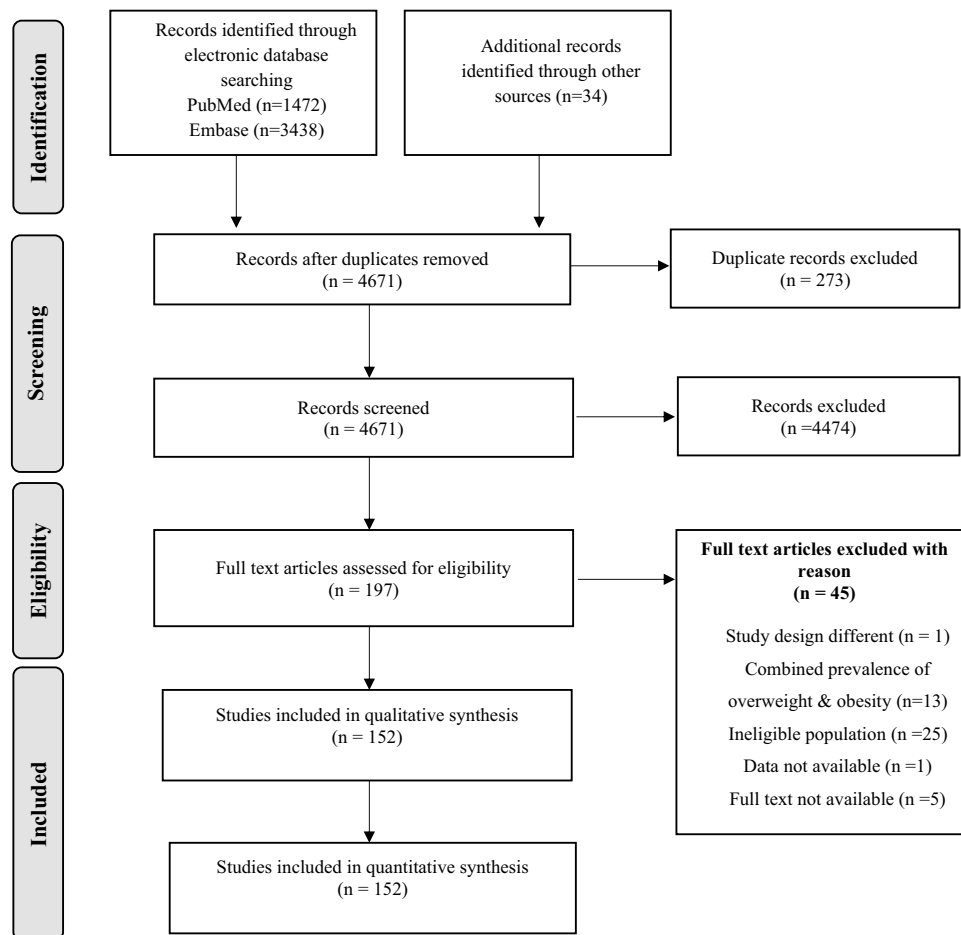 Identification
Records identified through
electronic database
searching
PubMed (n=1472)
Embase (n=3438)
Additional records
identified through other
sources (n=34)
Screening
Records after duplicates removed
(n = 4671)
Duplicate records excluded
(n = 273)
Records screened
(n = 4671)
Records excluded
(n =4474)
Eligibility
Full text articles assessed for eligibility
(n = 197)
Full text articles excluded with
reason
(n = 45)
Study design different (n = 1)
Combined prevalence of
overweight & obesity (n=13)
Ineligible population (n =25)
Data not available (n =1)
Full text not available (n =5)
Included
Studies included in qualitative synthesis
n = 152)
Studies included in quantitative synthesis
n = 152)